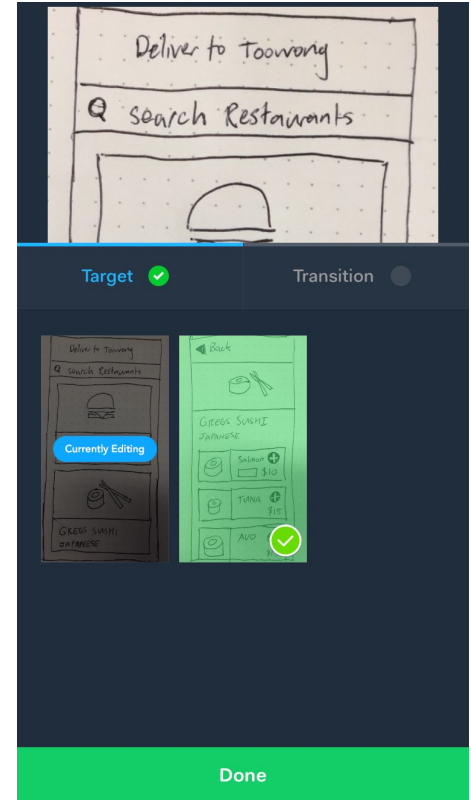 Deliver to Toowong
search Restaurants
Target
Transition
Deliver to Toowong
search Restaurants
Currently Editing
GREGS SUSHI
JAPANESE
Back
GREGS SUSHI
JAPANESE
Salmon
$10
TUNA
$15
AVO
Done